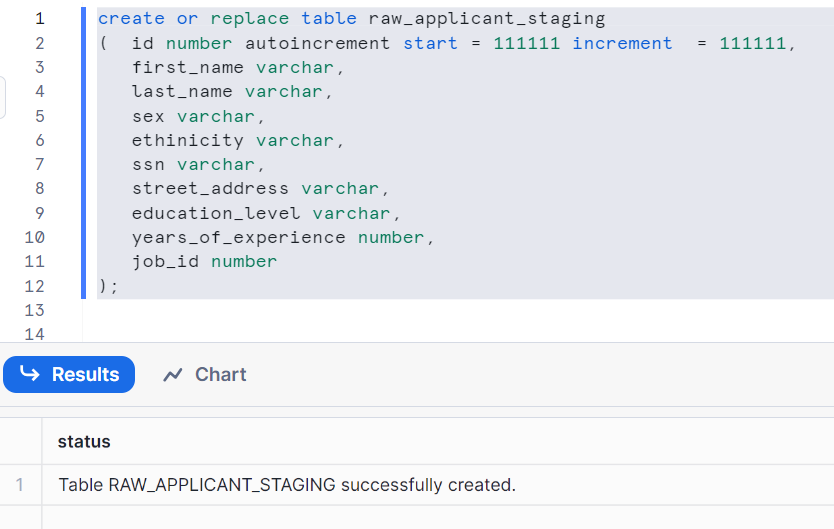 1 create or replace table raw_applicant_staging
2 ( id number autoincrement start = 111111 increment = 111111,
3 first_name varchar,
4 last_name varchar,
5 sex varchar,
6 ethinicity varchar,
7 ssn varchar,
8 street_address varchar,
9 education_level varchar,
10 years_of_experience number,
11 job_id number
12 );
13
14
Results Chart
status
1 Table RAW_APPLICANT_STAGING successfully created.